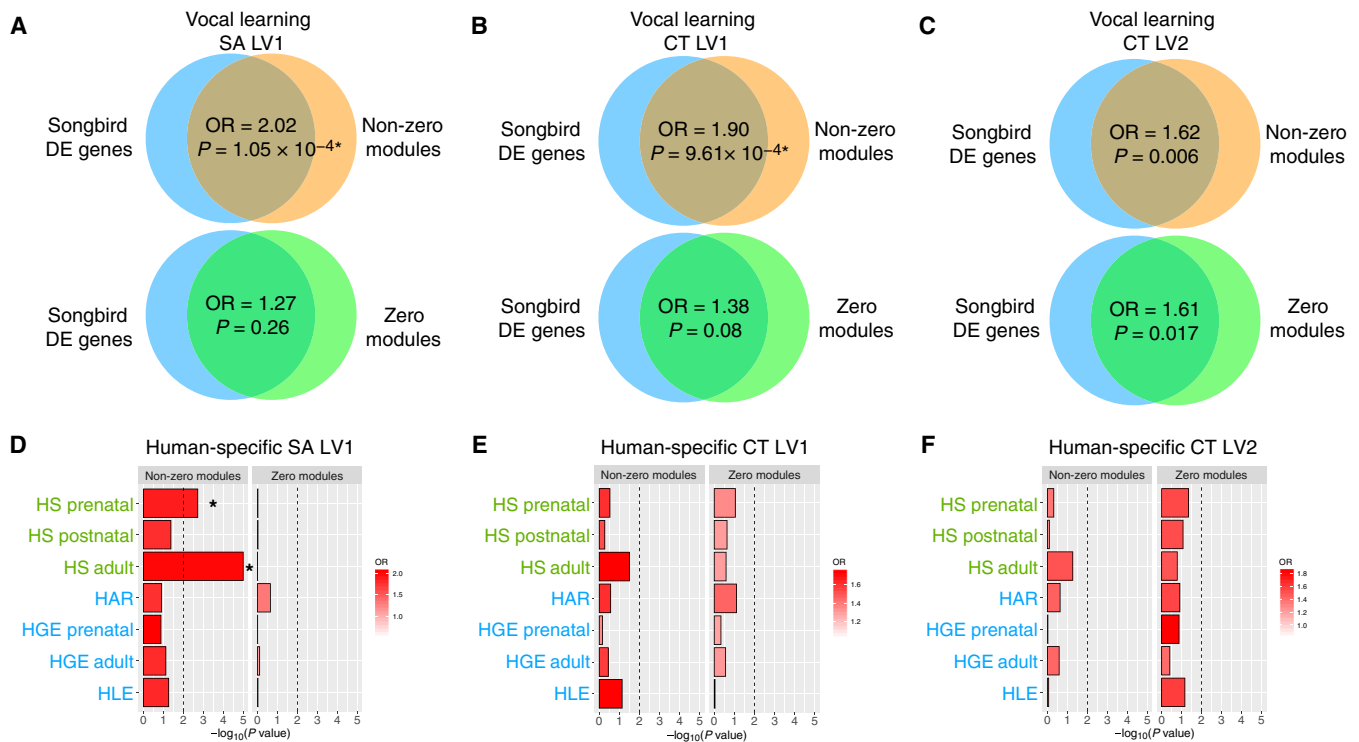 A
Vocal learning
SA LV1
Songbird
DE genes
OR = 2.02
P = 1.05 × 10−4*
Non-zero
modules
Songbird
DE genes
OR = 1.27
P = 0.26
Zero
modules
B
Vocal learning
CT LV1
Songbird
DE genes
OR = 1.90
P = 9.61× 10−4*
Non-zero
modules
Songbird
DE genes
OR = 1.38
P = 0.08
Zero
modules
C
Vocal learning
CT LV2
Songbird
DE genes
OR = 1.62
P = 0.006
Non-zero
modules
Songbird
DE genes
OR = 1.61
P = 0.017
Zero
modules
D
Human-specific SA LV1
Non-zero modules
Zero modules
HS prenatal
*
HS postnatal
HS adult
*
HAR
HGE prenatal
HGE adult
HLE
0 1 2 3 4 5 0 1 2 3 4 5
−log10(P value)
OR
2.0
1.5
1.0
E
Human-specific CT LV1
Non-zero modules
Zero modules
HS prenatal
HS postnatal
HS adult
HAR
HGE prenatal
HGE adult
HLE
0 1 2 3 4 5 0 1 2 3 4 5
−log10(P value)
OR
1.6
1.4
1.2
F
Human-specific CT LV2
Non-zero modules
Zero modules
HS prenatal
HS postnatal
HS adult
HAR
HGE prenatal
HGE adult
HLE
0 1 2 3 4 5 0 1 2 3 4 5
−log10(P value)
OR
1.8
1.6
1.4
1.2
1.0